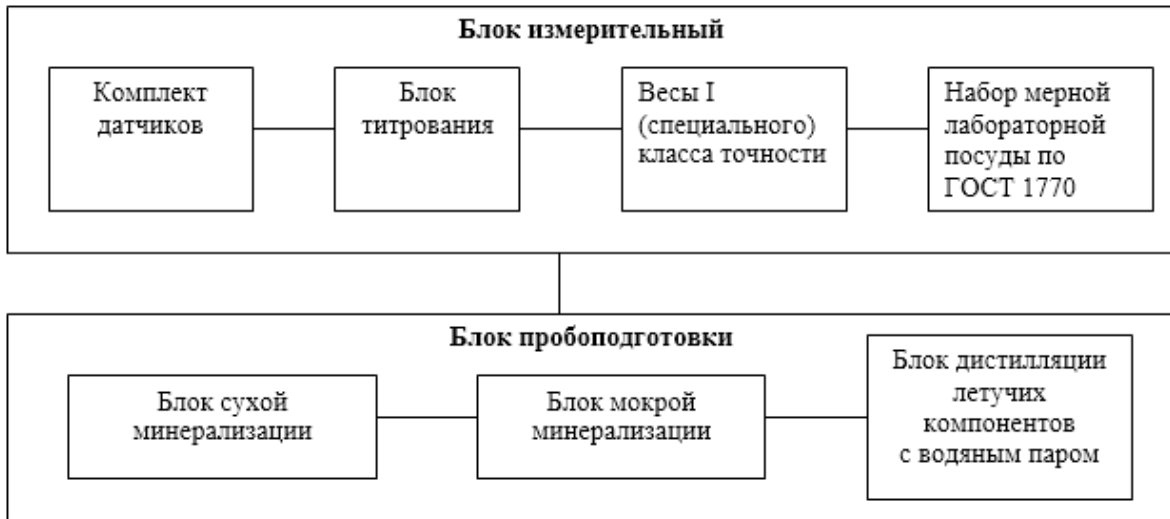 Блок измерительный
Комплект
датчиков
Блок
титрования
Весы I
(специального)
класса точности
Набор мерной
лабораторной
посуды по
ГОСТ 1770
Блок пробоподготовки
Блок сухой
минерализации
Блок мокрой
минерализации
Блок дистилляции
летучих
компонентов
с водяным паром